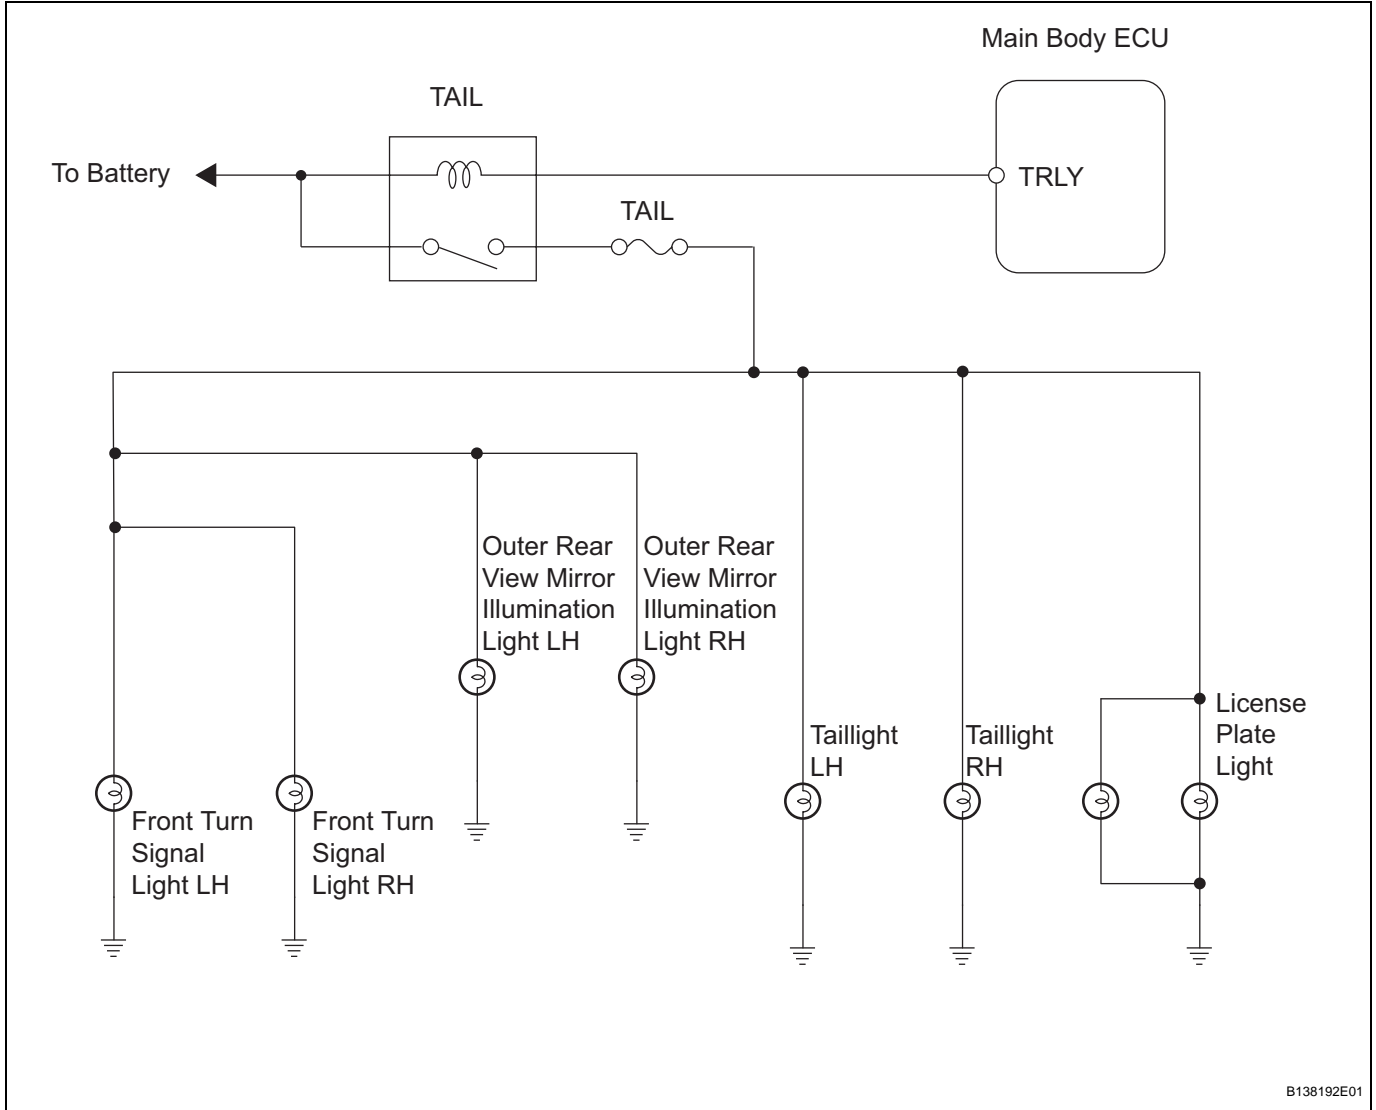 Main Body ECU
TAIL
To Battery
TRLY
TAIL
Outer Rear
View Mirror
Illumination
Light LH
Outer Rear
View Mirror
Illumination
Light RH
License
Plate
Light
Taillight
LH
Taillight
RH
Front Turn
Signal
Light LH
Front Turn
Signal
Light RH
B138192E01